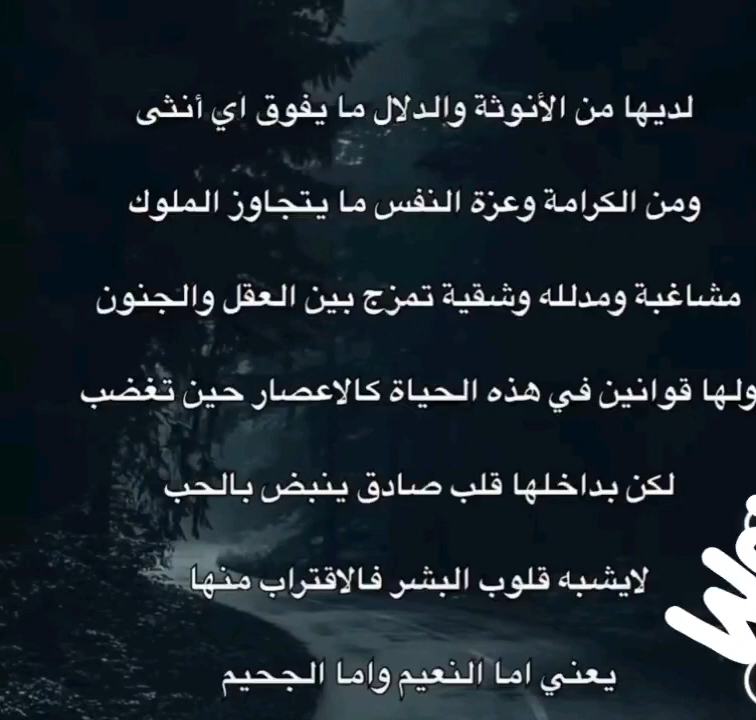 لديها من الأنوثة والدلال ما يفوق اي أنثى
ومن الكرامة وعزة النفس ما يتجاوز الملوك
مشاغبة ومدلله وشقية تمزج بين العقل والجنون
ولها قوانين في هذه الحياة كالاعصار حين تغضب
لكن بداخلها قلب صادق ينبض بالحب
لايشبه قلوب البشر فالاقتراب منها
يعني اما النعيم واما الجحيم